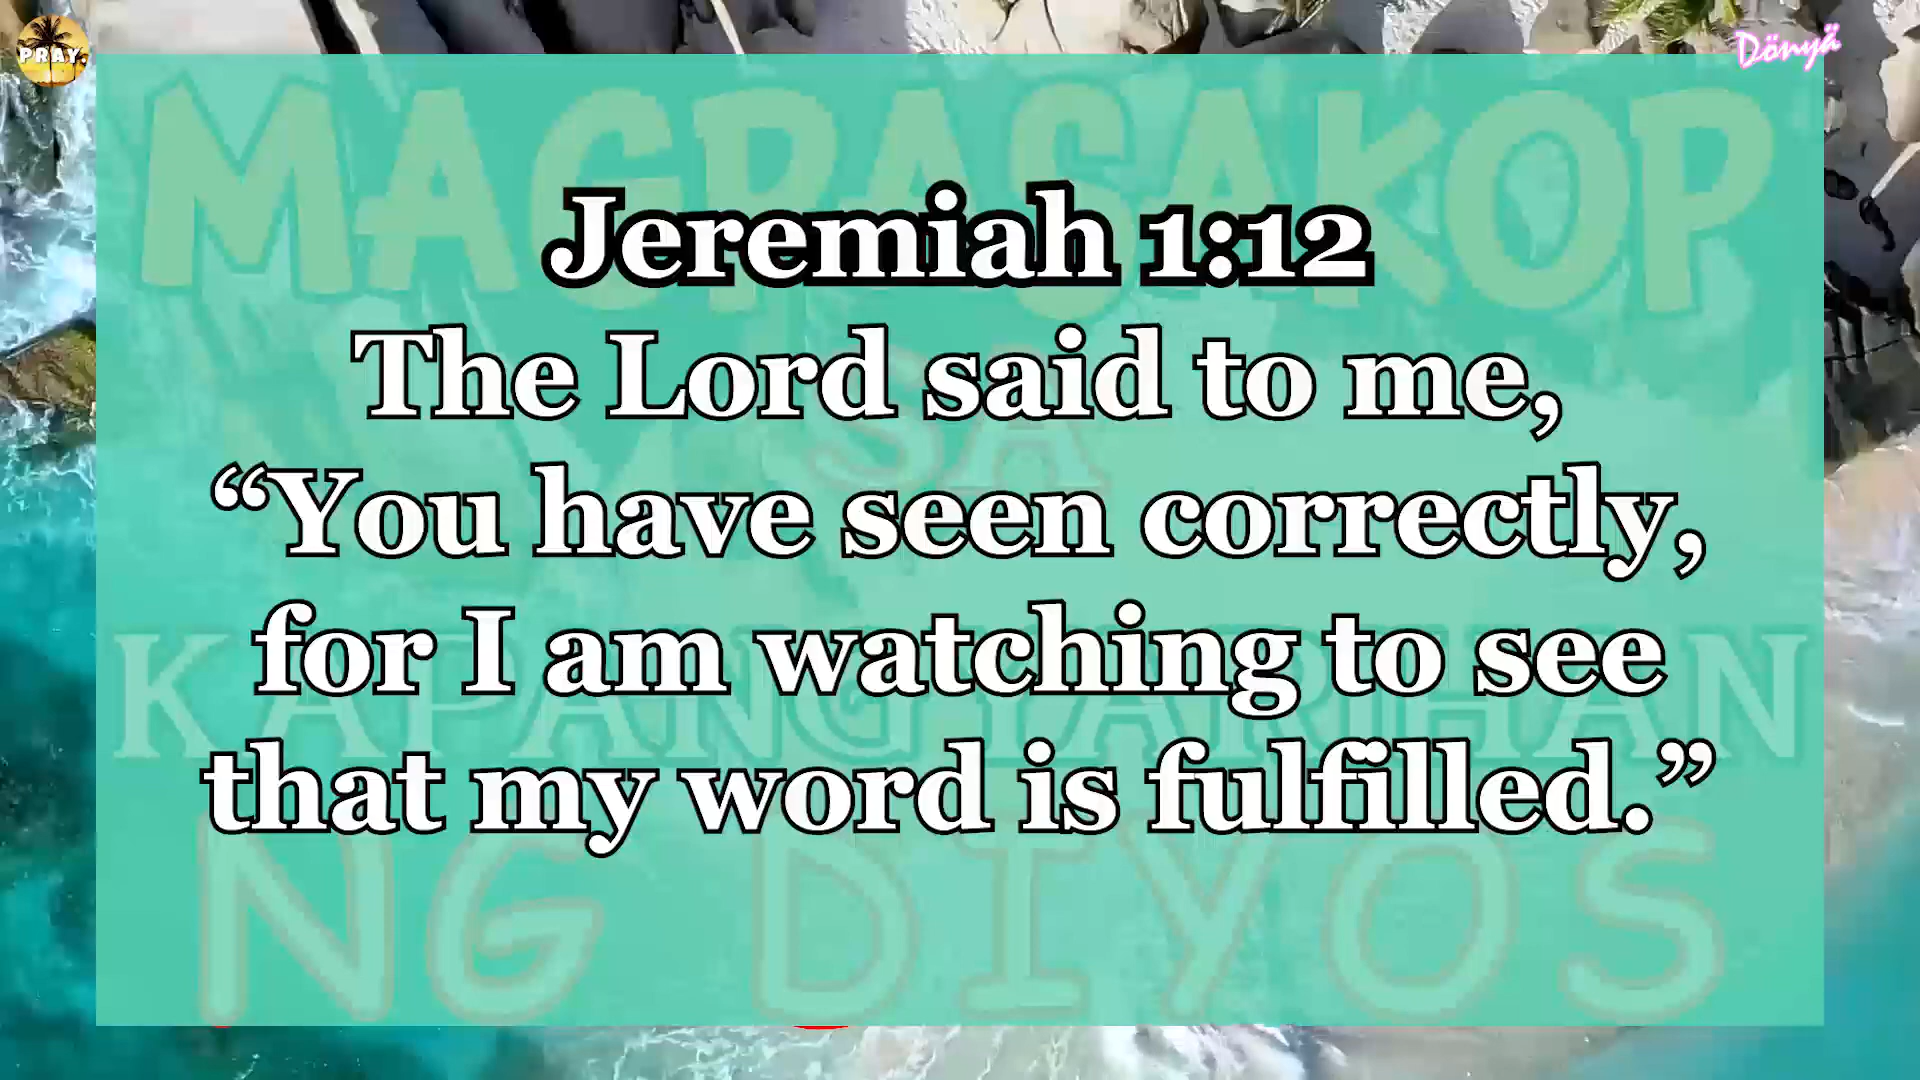 PRAY
Dönyä
MAGPASAKOP
SA
KAPANGYARIHAN
NG DIYOS
Jeremiah 1:12
The Lord said to me,
“You have seen correctly,
for I am watching to see
that my word is fulfilled.”